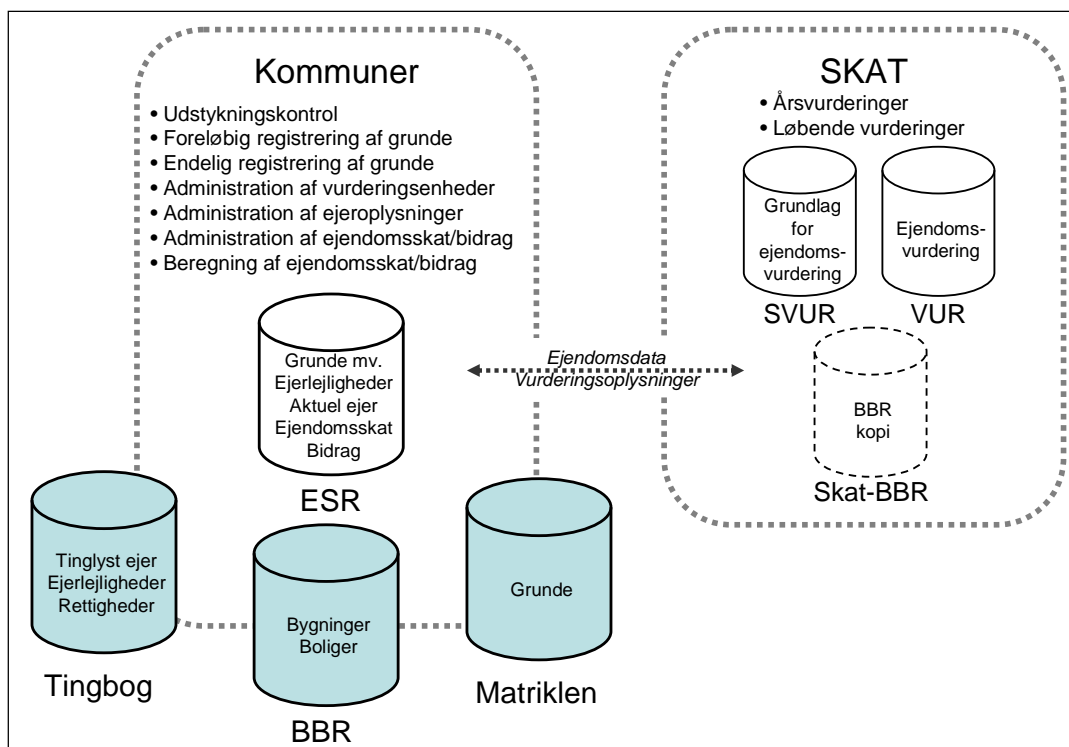 Kommuner
• Udstykningskontrol
• Foreløbig registrering af grunde
• Endelig registrering af grunde
• Administration af vurderingsenheder
• Administration af ejeroplysninger
• Administration af ejendomsskat/bidrag
• Beregning af ejendomsskat/bidrag
Grunde mv.
Ejerlejligheder
Aktuel ejer
Ejendomsskat
Bidrag
ESR
Tinglyst ejer
Ejerlejligheder
Rettigheder
Tingbog
Bygninger
Boliger
BBR
Grunde
Matriklen
Ejendomsdata
Vurderingsoplysninger
SKAT
• Årsvurderinger
• Løbende vurderinger
Grundlag
for
ejendoms-
vurdering
SVUR
Ejendoms-
vurdering
VUR
BBR
kopi
Skat-BBR